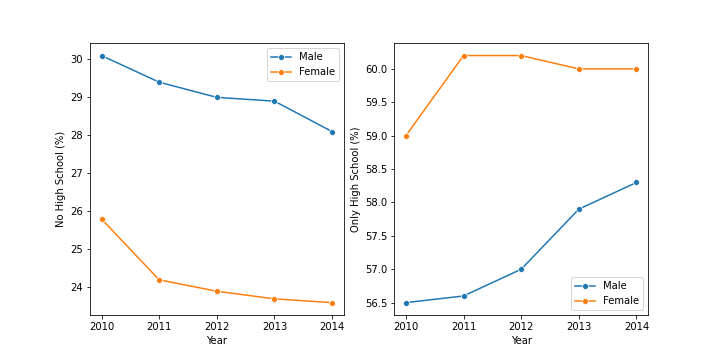 No High School (%)
30
29
28
27
26
25
24
2010 2011 2012 2013 2014
Year
Male
Female
Only High School (%)
60.0
59.5
59.0
58.5
58.0
57.5
57.0
56.5
2010 2011 2012 2013 2014
Year
Male
Female